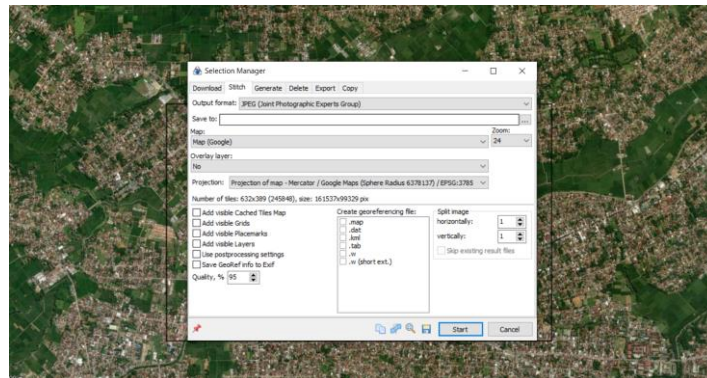 Selection Manager
Download Stitch Generate Delete Export Copy
Output format: JPEG (Joint Photographic Experts Group)
Save to: ...
Map: Zoom:
Map (Google) 24
Overlay layer:
No
Projection: Projection of map - Mercator / Google Maps (Sphere Radius 6378137) / EPSG:3785
Number of tiles: 632x389 (245848), size: 161537x99329 pix
Add visible Cached Tiles Map
Add visible Grids
Add visible Placemarks
Add visible Layers
Use postprocessing settings
Save GeoRef info to Exif
Quality, % 95
Create georeferencing file:
.map
.dat
.kml
.tab
.w
.w (short ext.)
Split image
horizontally: 1
vertically: 1
Skip existing result files
Start Cancel